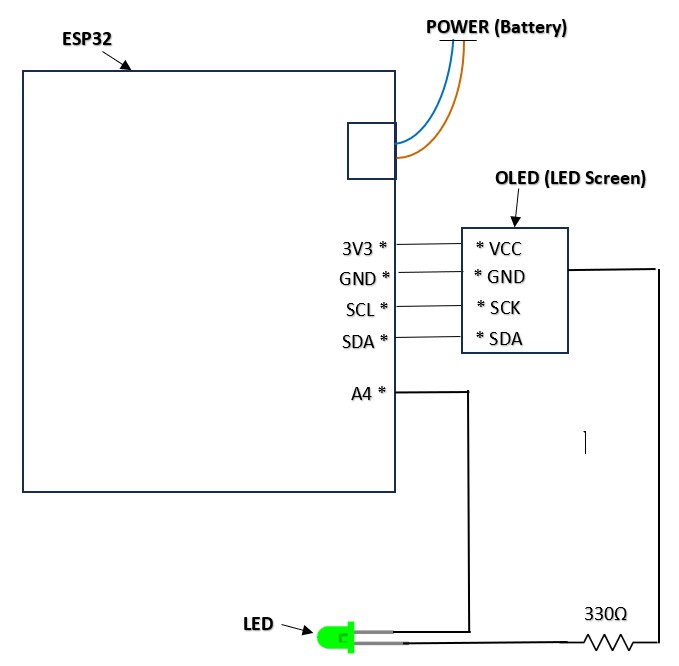 POWER (Battery)
ESP32
OLED (LED Screen)
3V3 * * VCC
GND * * GND
SCL * * SCK
SDA * * SDA
A4 *
330Ω
LED